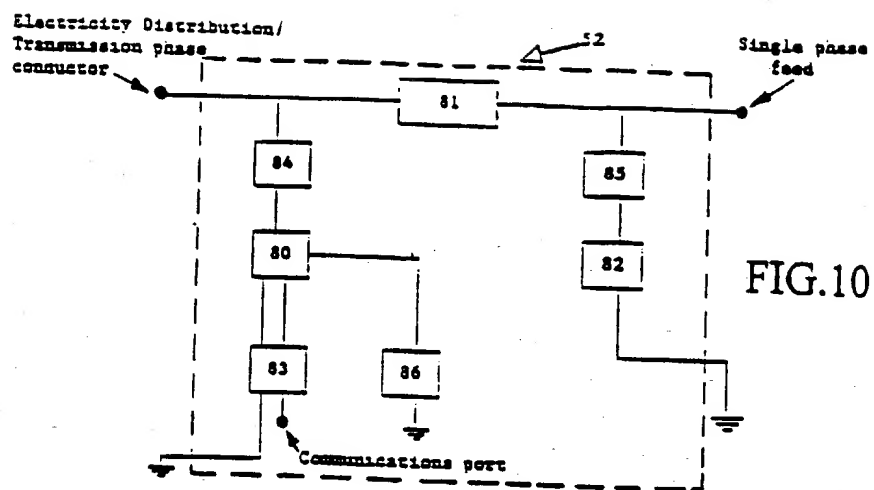 Electricity Distribution/
Transmission phase
conductor
52
Single phase
feed
81
84
85
80
82
FIG.10
83
86
Communications port